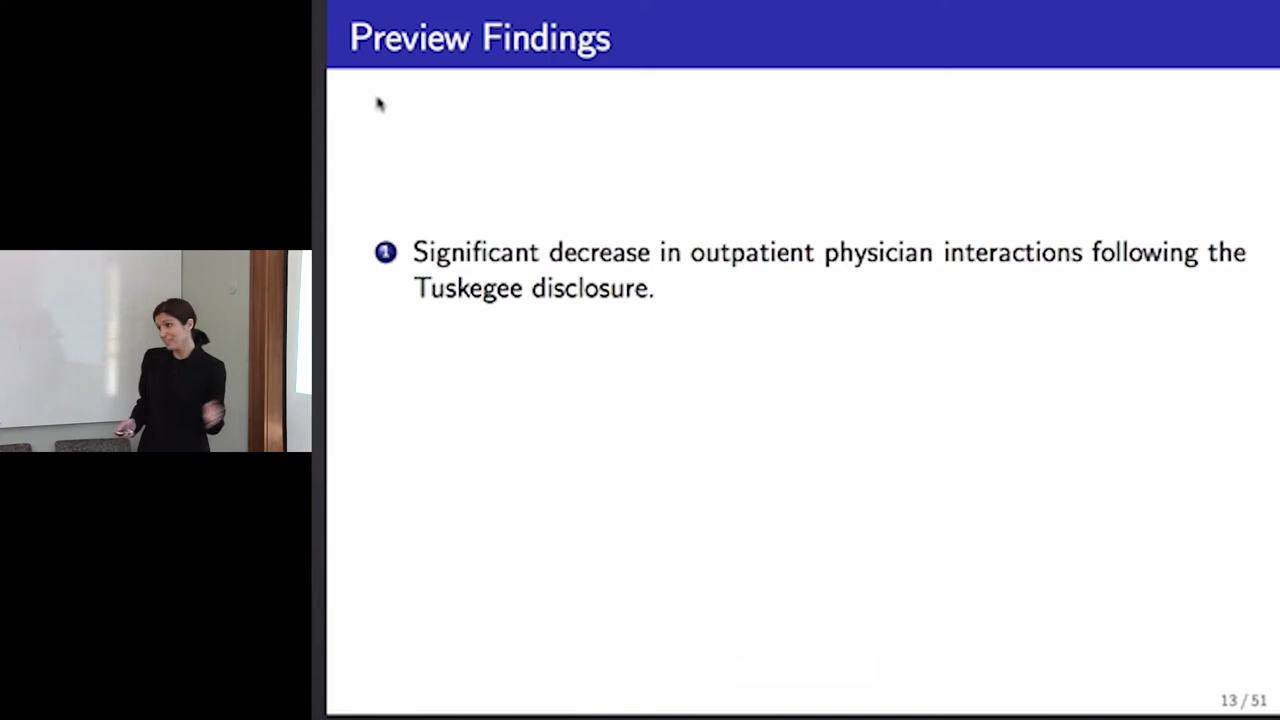 Preview Findings
1 Significant decrease in outpatient physician interactions following the
Tuskegee disclosure.
13 / 51